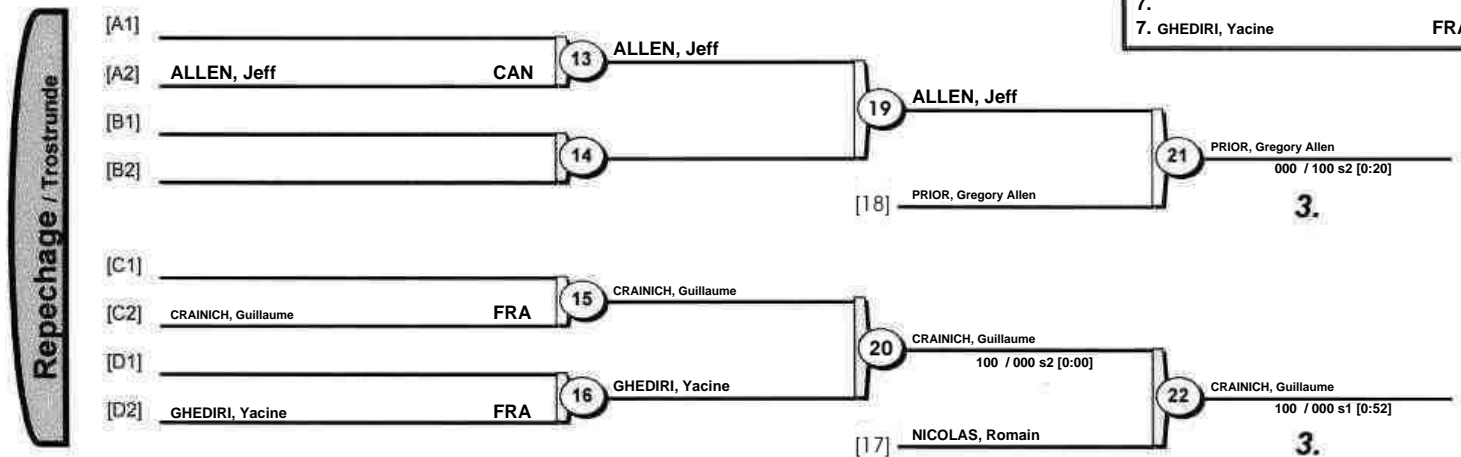 7.
7. GHEDIRI, Yacine FRA
Repechage / Trostrunde
[A1]
[A2] ALLEN, Jeff CAN
13 ALLEN, Jeff
[B1]
[B2]
14
19 ALLEN, Jeff
[18] PRIOR, Gregory Allen
21 PRIOR, Gregory Allen
000 / 100 s2 [0:20]
3.
[C1]
[C2] CRAINICH, Guillaume FRA
15 CRAINICH, Guillaume
[D1]
[D2] GHEDIRI, Yacine FRA
16 GHEDIRI, Yacine
20 CRAINICH, Guillaume
100 / 000 s2 [0:00]
[17] NICOLAS, Romain
22 CRAINICH, Guillaume
100 / 000 s1 [0:52]
3.